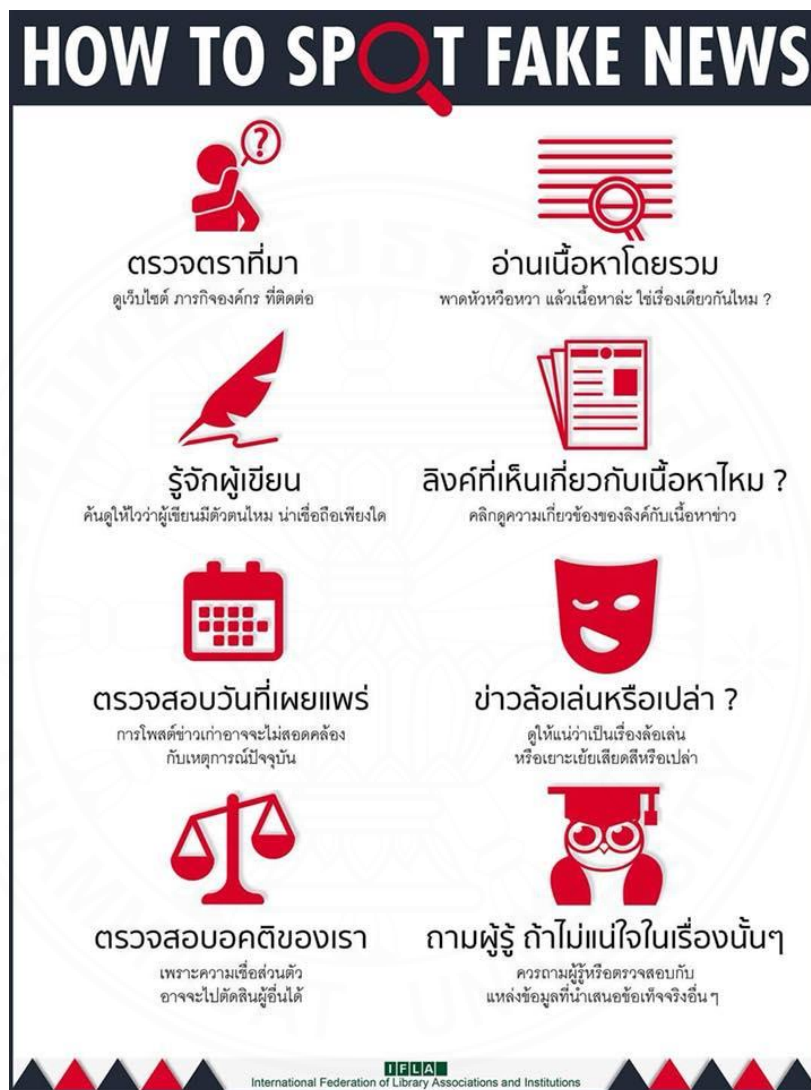 HOW TO SPOT FAKE NEWS
ตรวจตราที่มา
ดูเว็บไซต์ ภารกิจองค์กร ที่ติดต่อ
อ่านเนื้อหาโดยรวม
พาดหัวหวือหวา แล้วเนื้อหาล่ะ ใช่เรื่องเดียวกันไหม ?
รู้จักผู้เขียน
ค้นดูให้ไวว่าผู้เขียนมีตัวตนไหม น่าเชื่อถือเพียงใด
ลิงค์ที่เห็นเกี่ยวกับเนื้อหาไหม ?
คลิกดูความเกี่ยวข้องของลิงค์กับเนื้อหาข่าว
ตรวจสอบวันที่เผยแพร่
การโพสต์ข่าวเก่าอาจจะไม่สอดคล้อง
กับเหตุการณ์ปัจจุบัน
ข่าวล้อเล่นหรือเปล่า ?
ดูให้แน่ว่าเป็นเรื่องล้อเล่น
หรือเยาะเย้ยเสียดสีหรือเปล่า
ตรวจสอบอคติของเรา
เพราะความเชื่อส่วนตัว
อาจจะไปตัดสินผู้อื่นได้
ถามผู้รู้ ถ้าไม่แน่ใจในเรื่องนั้นๆ
ควรถามผู้รู้หรือตรวจสอบกับ
แหล่งข้อมูลที่นำเสนอข้อเท็จจริงอื่น ๆ
IFLA
International Federation of Library Associations and Institutions